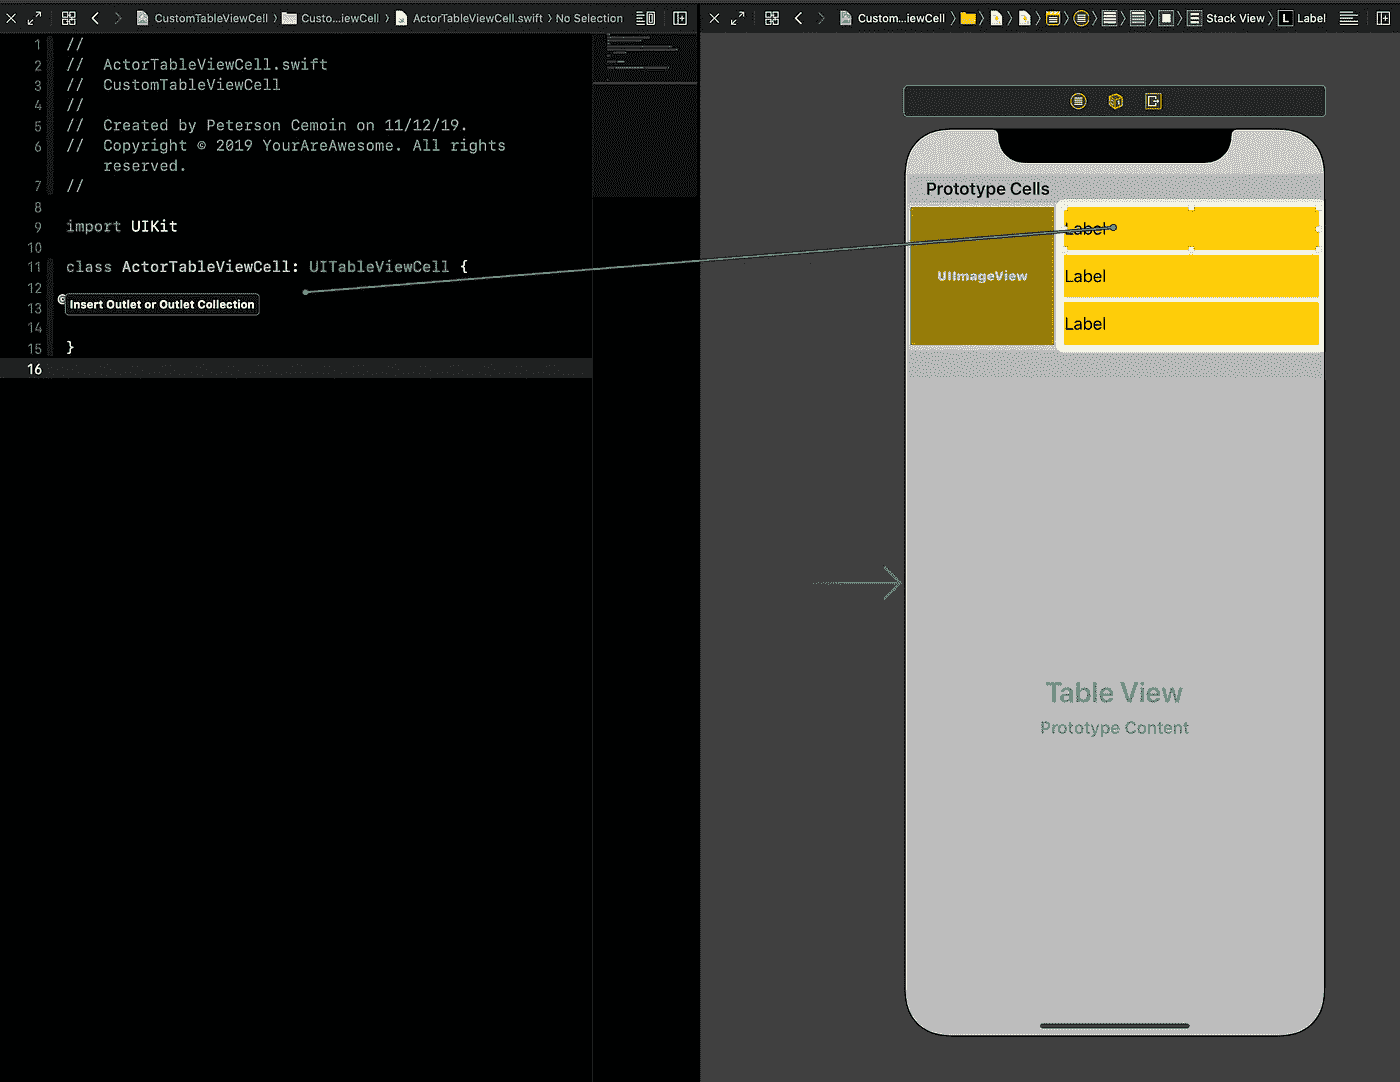 CustomTableViewCell Custo...iewCell ActorTableViewCell.swift No Selection
1 //
2 //  ActorTableViewCell.swift
3 //  CustomTableViewCell
4 //
5 //  Created by Peterson Cemoin on 11/12/19.
6 //  Copyright © 2019 YourAreAwesome. All rights
reserved.
7 //
8
9 import UIKit
10
11 class ActorTableViewCell: UITableViewCell {
12
13 Insert Outlet or Outlet Collection
14
15 }
16
Custom...iewCell Stack View L Label
Prototype Cells
UIImageView
Label
Label
Label
Table View
Prototype Content